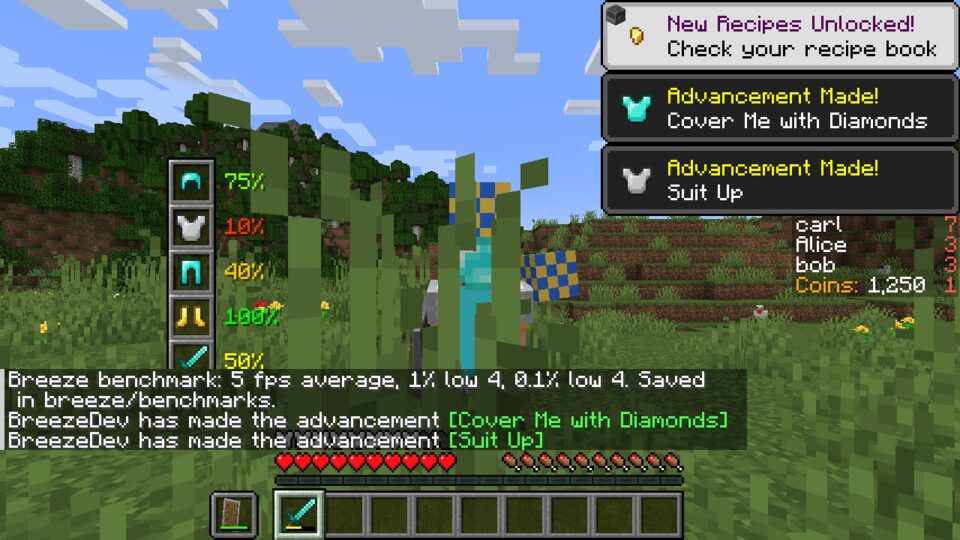 New Recipes Unlocked!
Check your recipe book
Advancement Made!
Cover Me with Diamonds
Advancement Made!
Suit Up
75%
10%
40%
100%
50%
carl 7
Alice 3
bob 3
Coins: 1,250 1
Breeze benchmark: 5 fps average, 1% low 4, 0.1% low 4. Saved
in breeze/benchmarks.
BreezeDev has made the advancement [Cover Me with Diamonds]
BreezeDev has made the advancement [Suit Up]